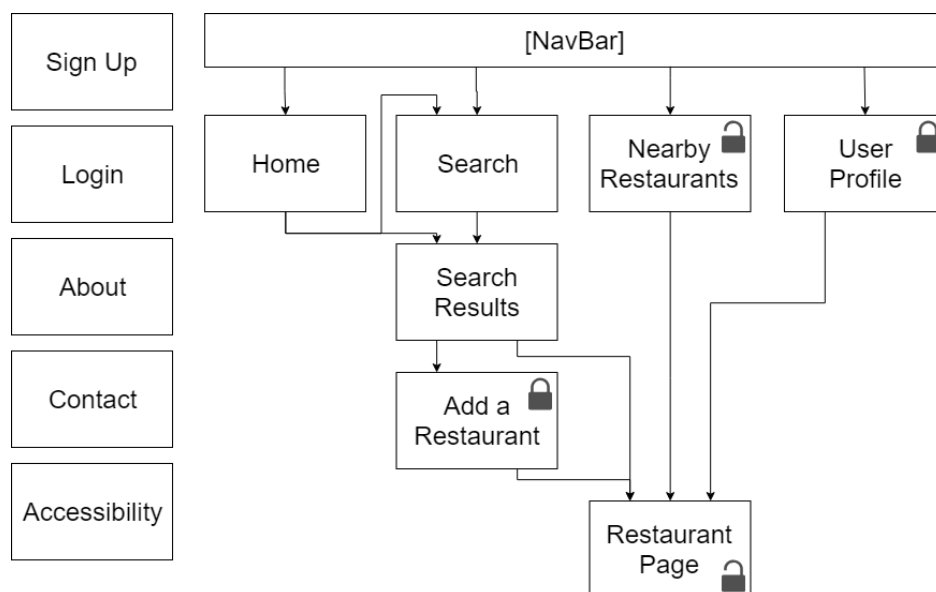 Sign Up
Login
About
Contact
Accessibility
[NavBar]
Home
Search
Nearby
Restaurants
User
Profile
Search
Results
Add a
Restaurant
Restaurant
Page